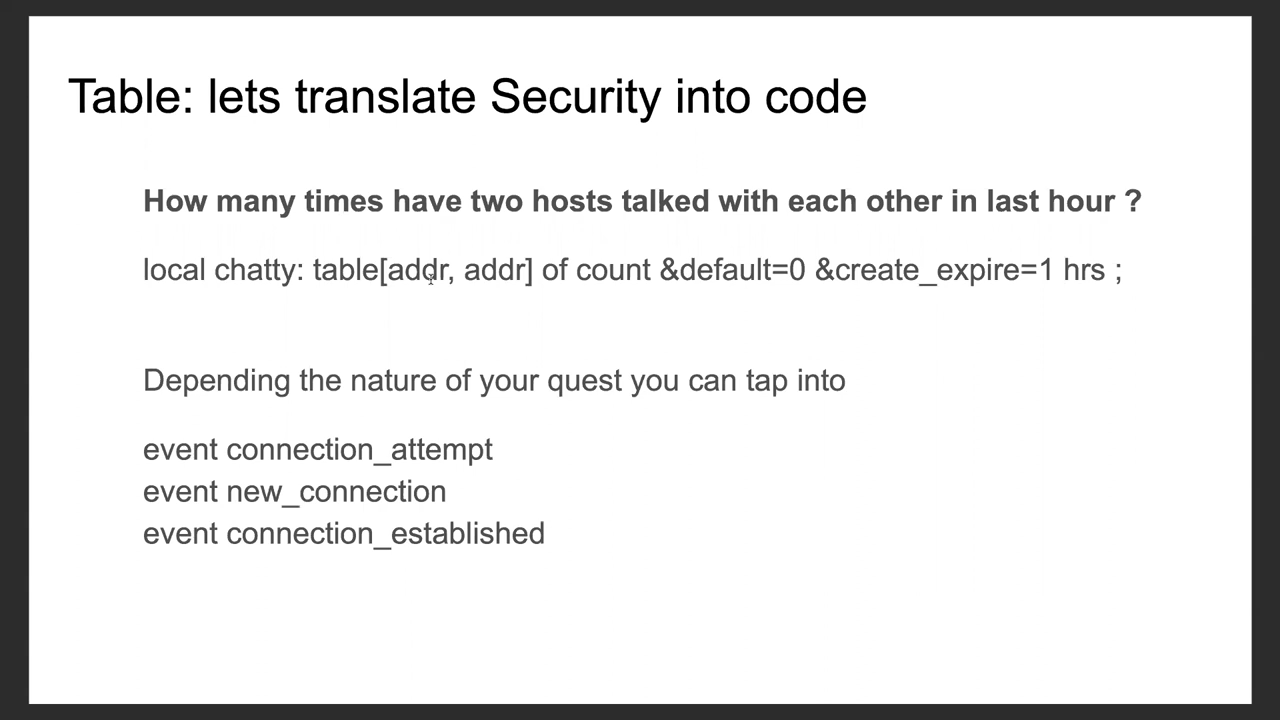 Table: lets translate Security into code
How many times have two hosts talked with each other in last hour ?
local chatty: table[addr, addr] of count &default=0 &create_expire=1 hrs ;
Depending the nature of your quest you can tap into
event connection_attempt
event new_connection
event connection_established